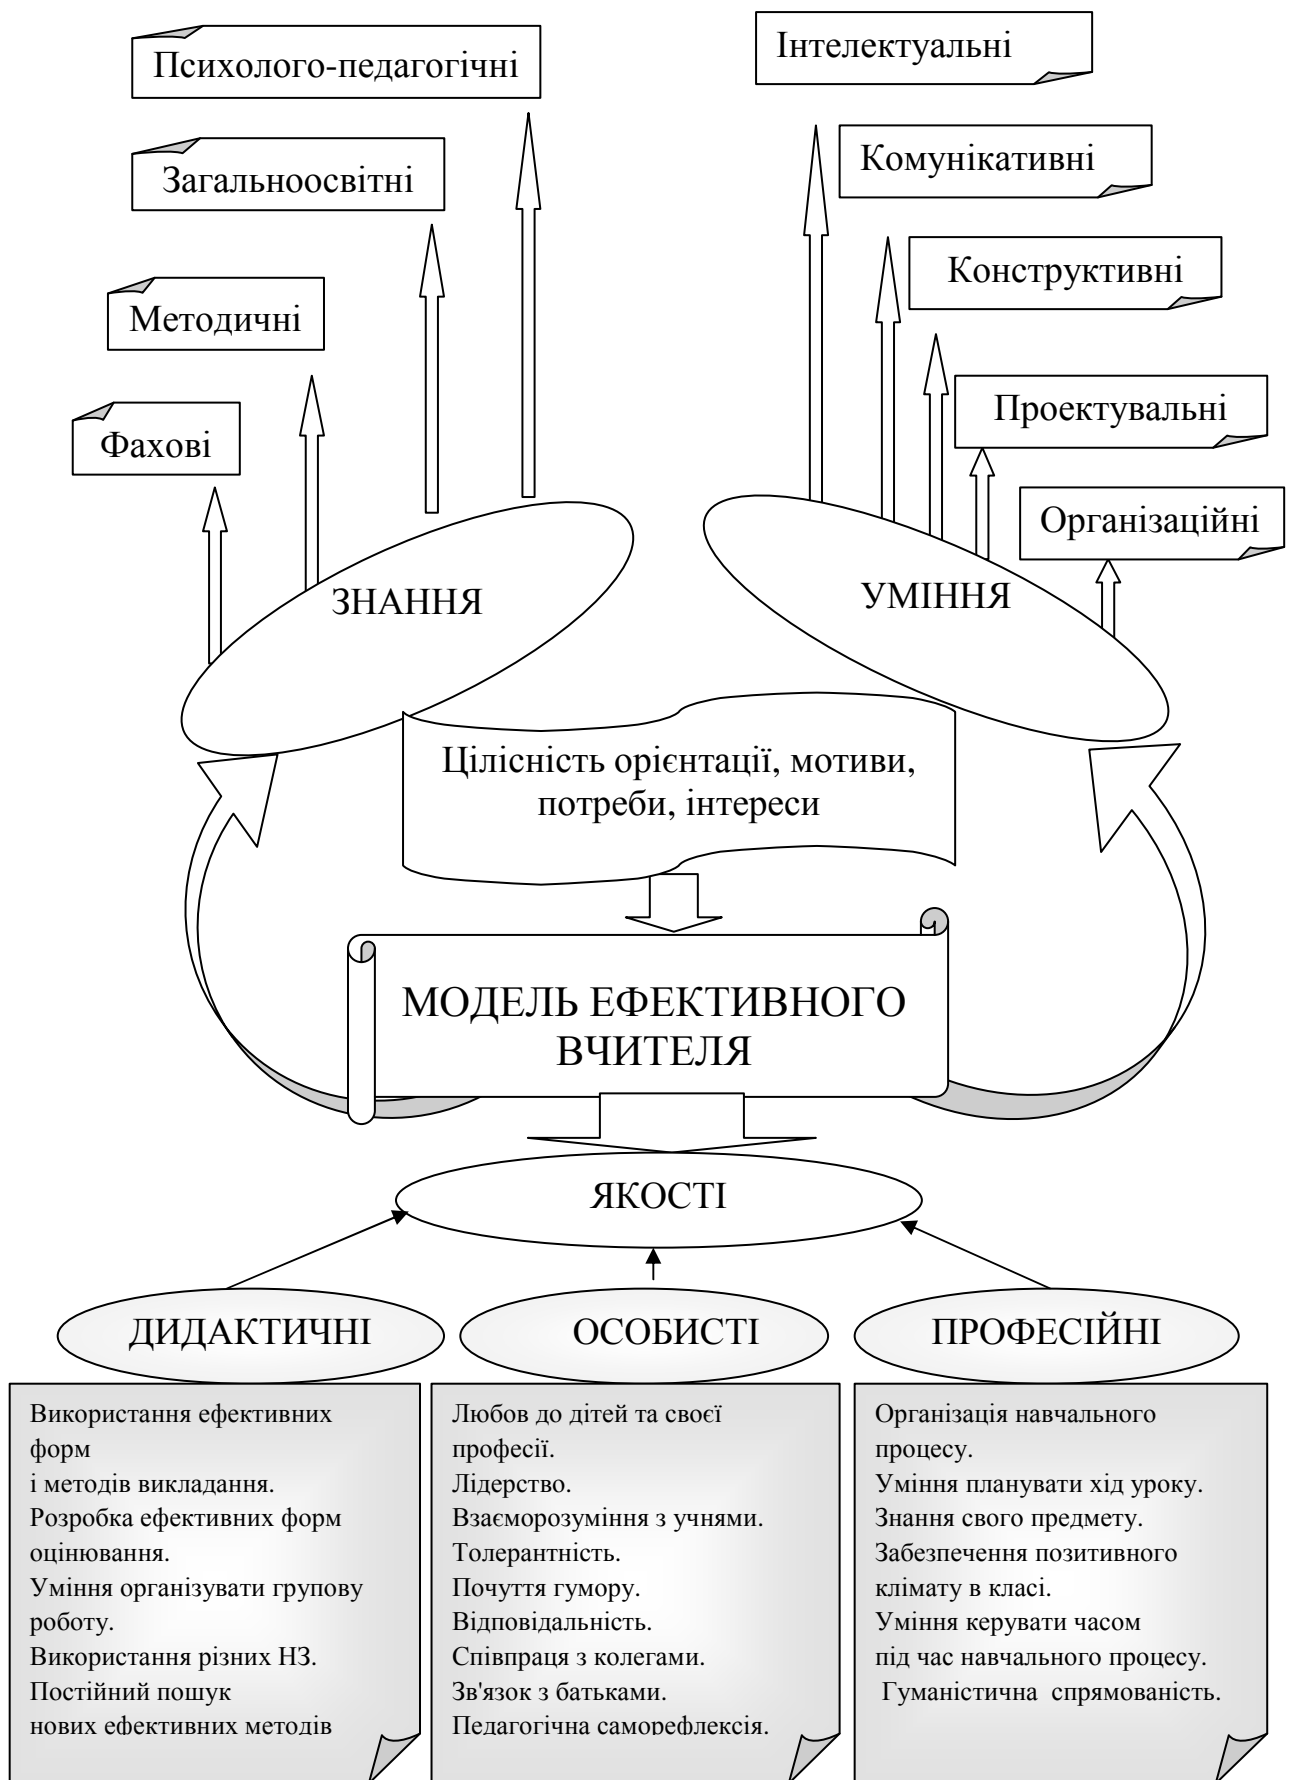 Психолого-педагогічні
Загальноосвітні
Методичні
Фахові
Інтелектуальні
Комунікативні
Конструктивні
Проектувальні
Організаційні
ЗНАННЯ
УМІННЯ
Цілісність орієнтації, мотиви,
потреби, інтереси
МОДЕЛЬ ЕФЕКТИВНОГО
ВЧИТЕЛЯ
ЯКОСТІ
ДИДАКТИЧНІ
Використання ефективних
форм
і методів викладання.
Розробка ефективних форм
оцінювання.
Уміння організувати групову
роботу.
Використання різних НЗ.
Постійний пошук
нових ефективних методів
ОСОБИСТІ
Любов до дітей та своєї
професії.
Лідерство.
Взаєморозуміння з учнями.
Толерантність.
Почуття гумору.
Відповідальність.
Співпраця з колегами.
Зв'язок з батьками.
Педагогічна саморефлексія.
ПРОФЕСІЙНІ
Організація навчального
процесу.
Уміння планувати хід уроку.
Знання свого предмету.
Забезпечення позитивного
клімату в класі.
Уміння керувати часом
під час навчального процесу.
Гуманістична спрямованість.